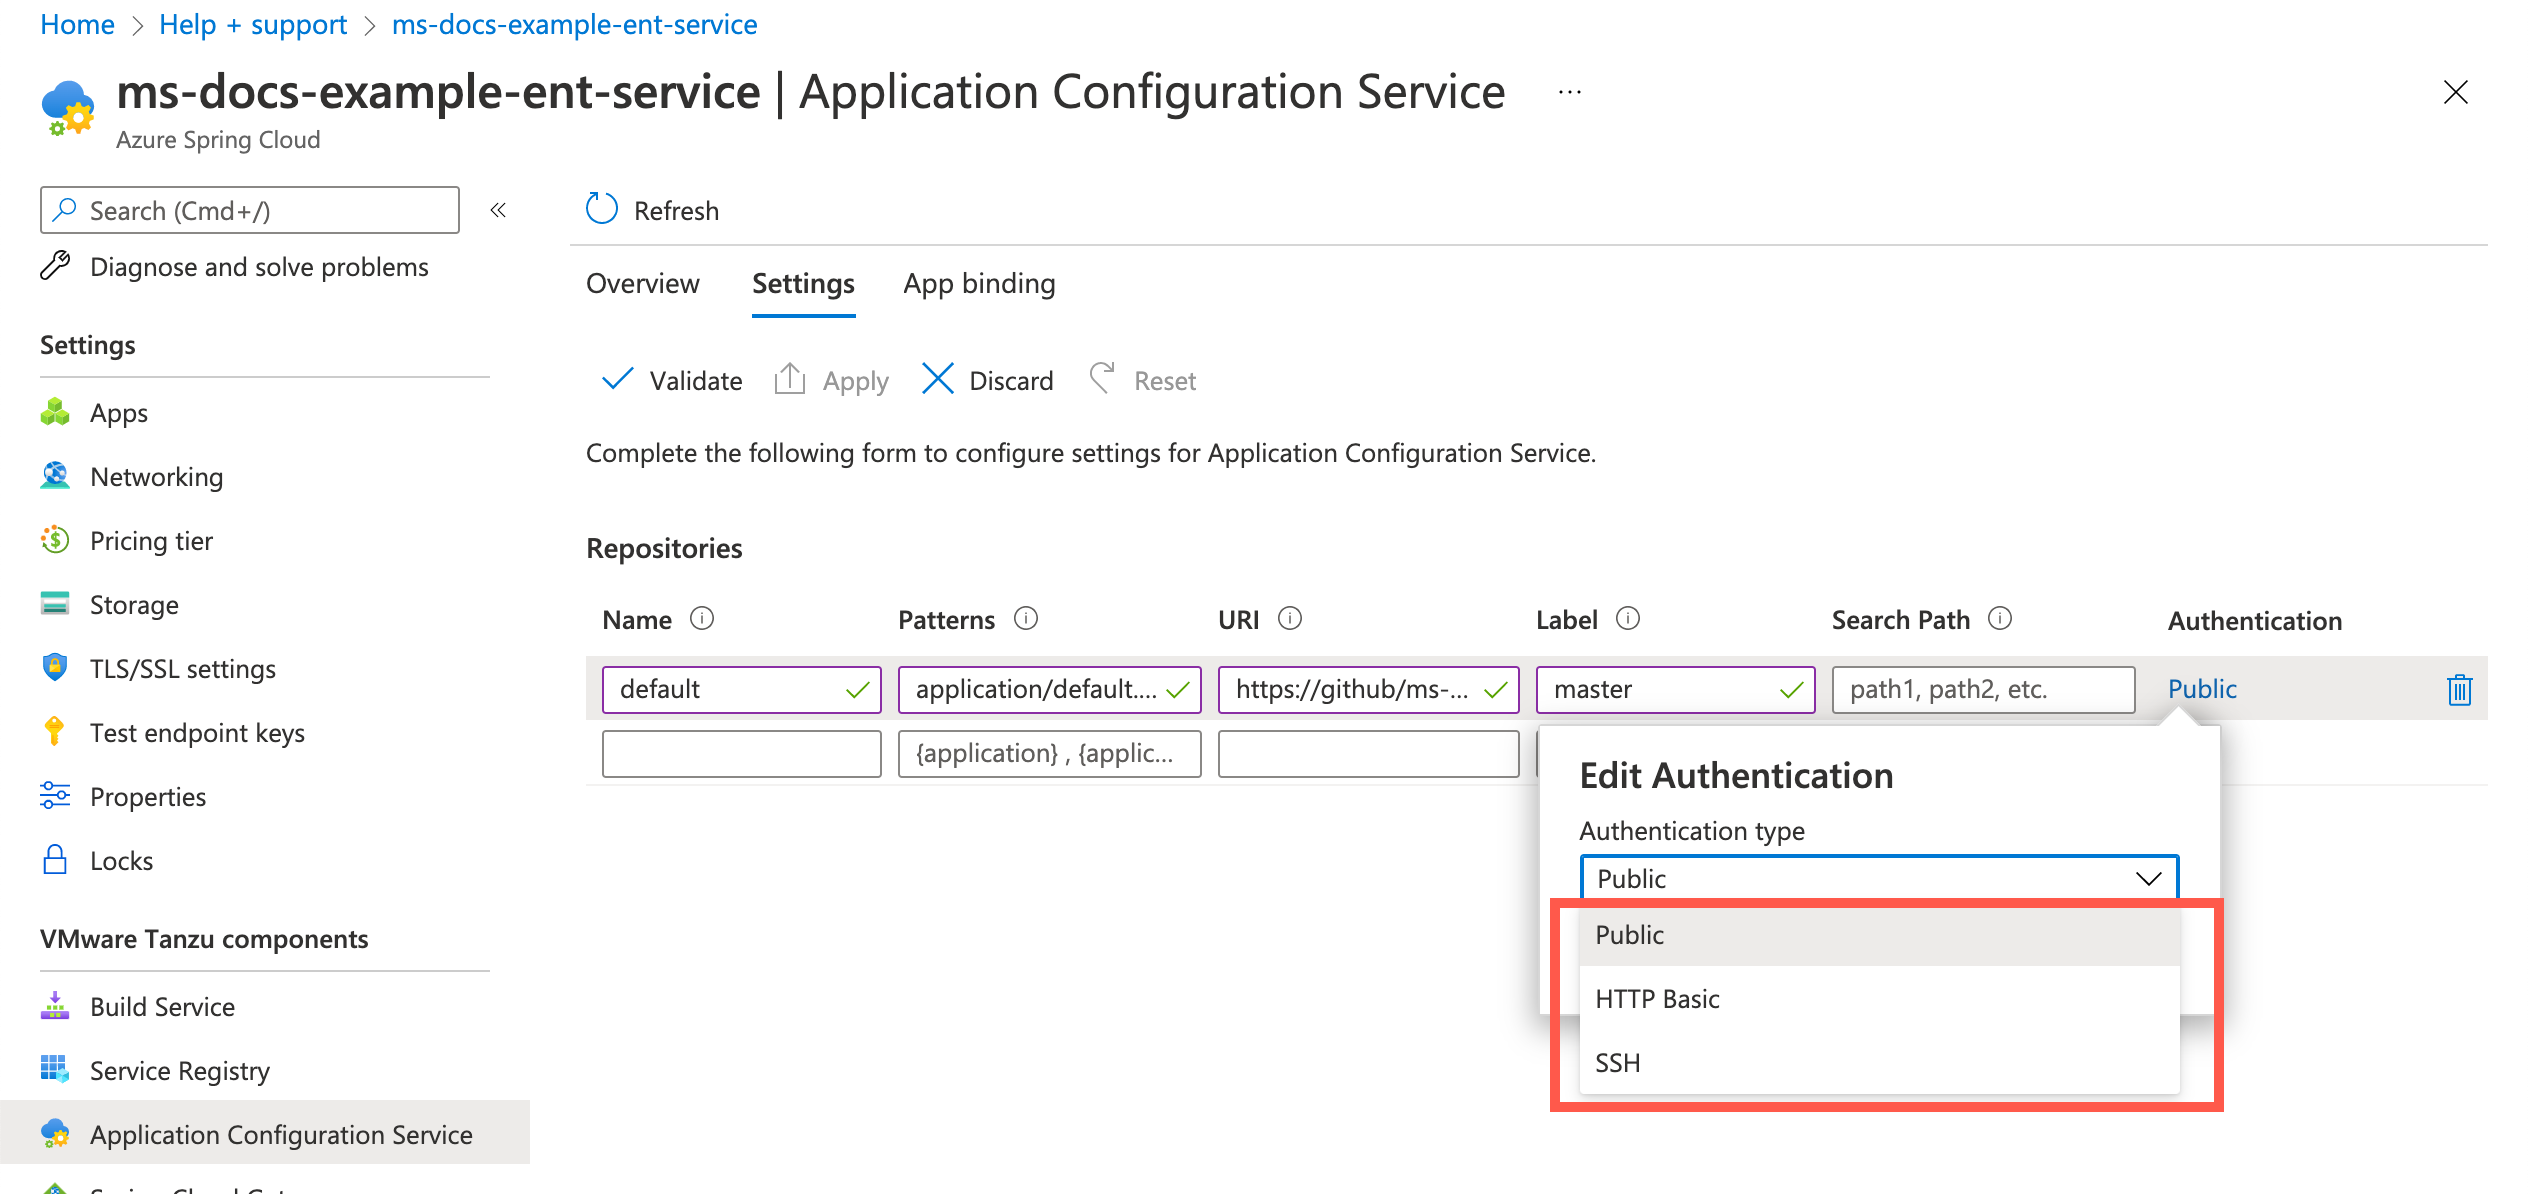 Home > Help + support > ms-docs-example-ent-service
ms-docs-example-ent-service | Application Configuration Service ...
Azure Spring Cloud
Search (Cmd+/)
«
Diagnose and solve problems
Settings
Apps
Networking
Pricing tier
Storage
TLS/SSL settings
Test endpoint keys
Properties
Locks
VMware Tanzu components
Build Service
Service Registry
Application Configuration Service
Refresh
Overview Settings App binding
Validate Apply Discard Reset
Complete the following form to configure settings for Application Configuration Service.
Repositories
Name Patterns URI Label Search Path Authentication
default application/default.... https://github/ms-... master path1, path2, etc. Public
{application} , {applic...
Edit Authentication
Authentication type
Public
Public
HTTP Basic
SSH